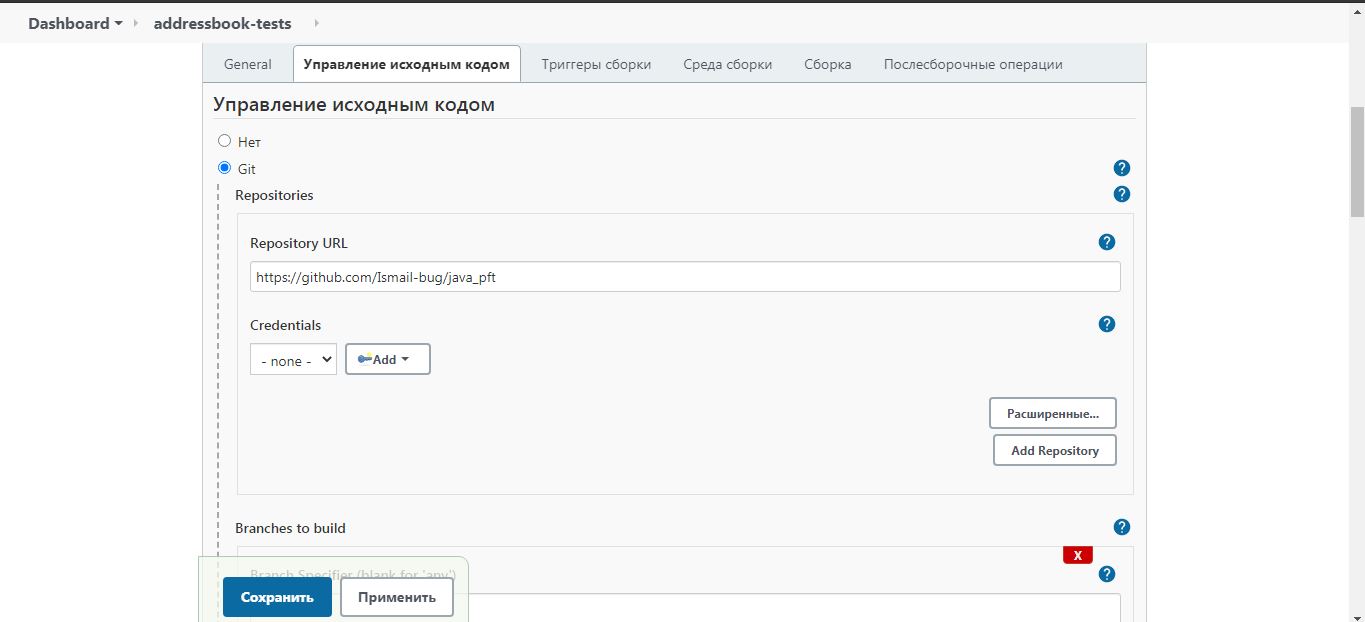 Dashboard addressbook-tests
General Управление исходным кодом Триггеры сборки Среда сборки Сборка Послесборочные операции
Управление исходным кодом
Нет
Git ?
Repositories ?
Repository URL ?
https://github.com/Ismail-bug/java_pft
Credentials ?
- none - Add
Расширенные...
Add Repository
Branches to build ?
X
Branch Specifier (blank for 'any') ?
Сохранить Применить